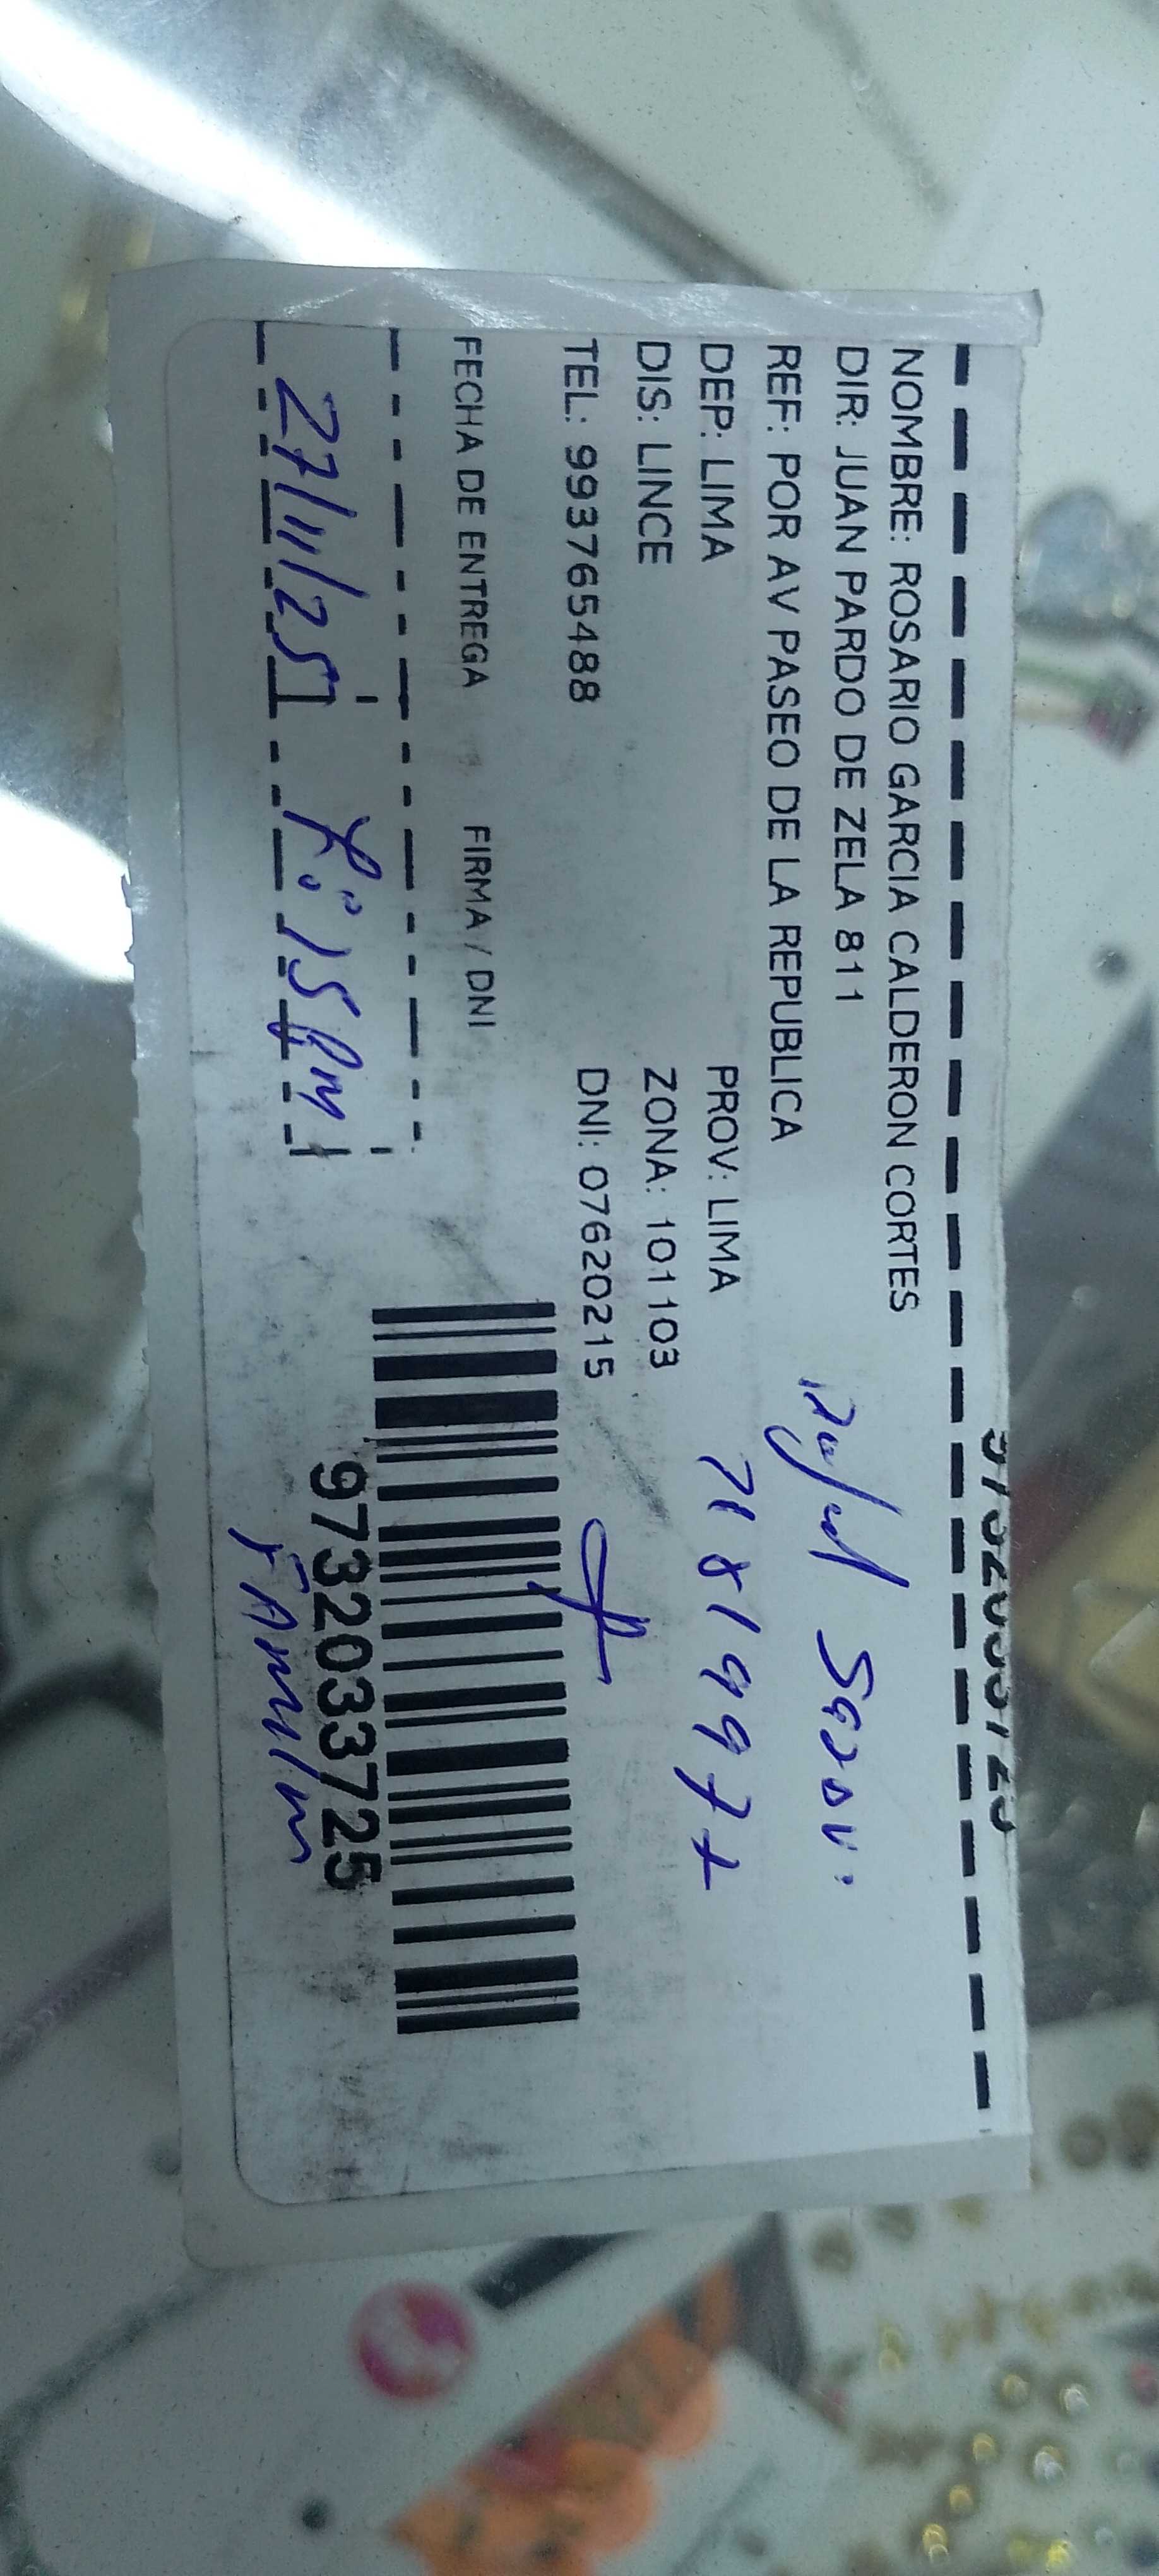 NOMBRE: ROSARIO GARCIA CALDERON CORTES
DIR: JUAN PARDO DE ZELA 811
REF: POR AV PASEO DE LA REPUBLICA
DEP: LIMA PROV: LIMA
DIS: LINCE ZONA: 101103
TEL: 993765488 DNI: 07620215
FECHA DE ENTREGA FIRMA / DNI
27/11/25
9732033725